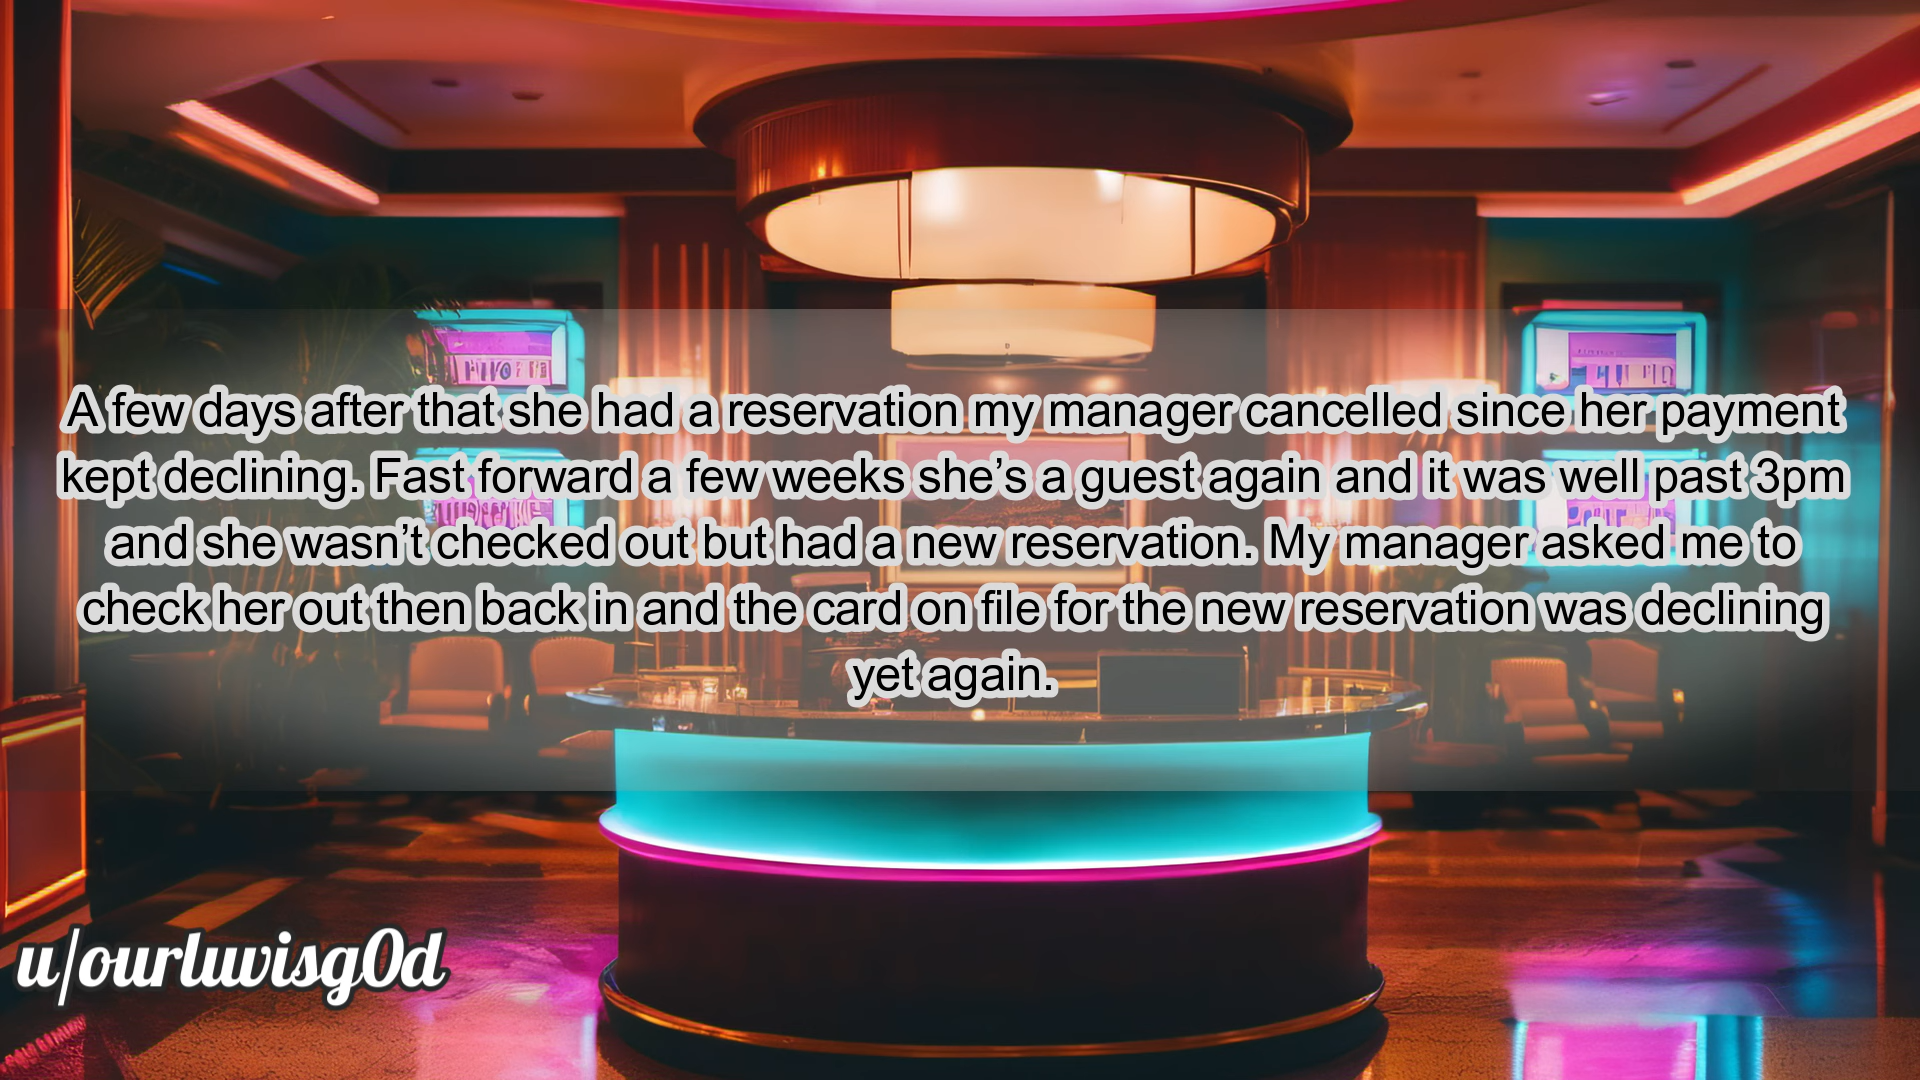 A few days after that she had a reservation my manager cancelled since her payment
kept declining. Fast forward a few weeks she’s a guest again and it was well past 3pm
and she wasn’t checked out but had a new reservation. My manager asked me to
check her out then back in and the card on file for the new reservation was declining
yet again.
u/ourluvisg0d